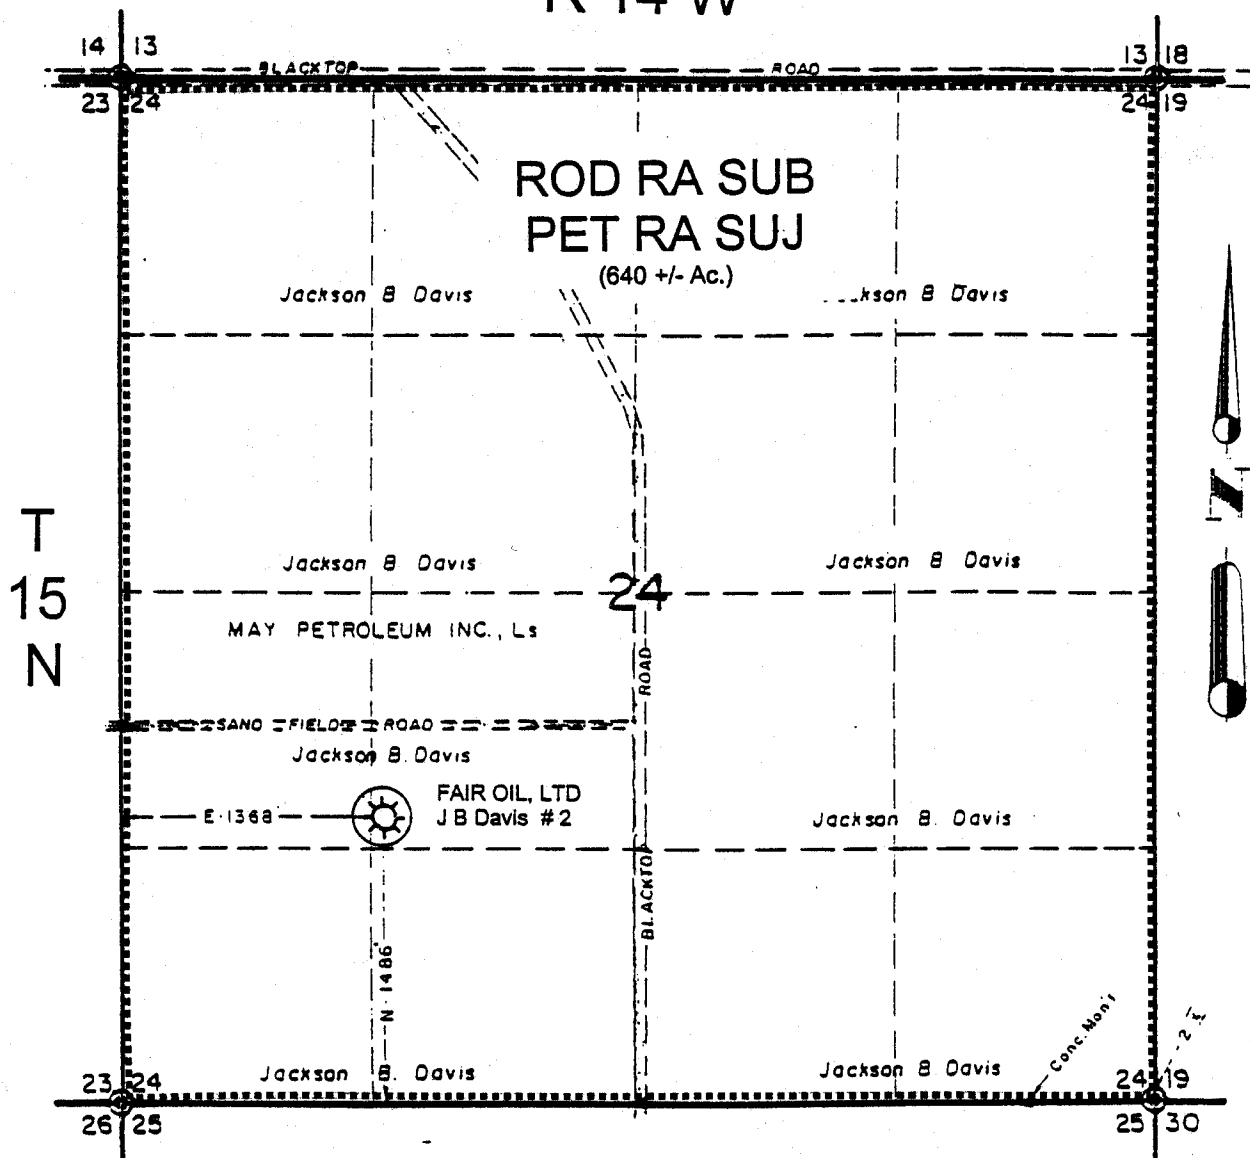 R 14 W
14 13
13 18
BLACKTOP ROAD
23 24
24 19
ROD RA SUB
PET RA SUJ
(640 +/- Ac.)
Jackson B Davis
kson B Davis
T
15
N
Jackson B Davis
Jackson B Davis
24
MAY PETROLEUM INC., Ls
ROAD
SAND FIELD ROAD
Jackson B. Davis
FAIR OIL, LTD
J B Davis #2
E-1368
Jackson B. Davis
BLACKTOP
N-1486'
Conc. Mon't
Jackson B. Davis
Jackson B Davis
23 24
24 19
26 25
25 30
N